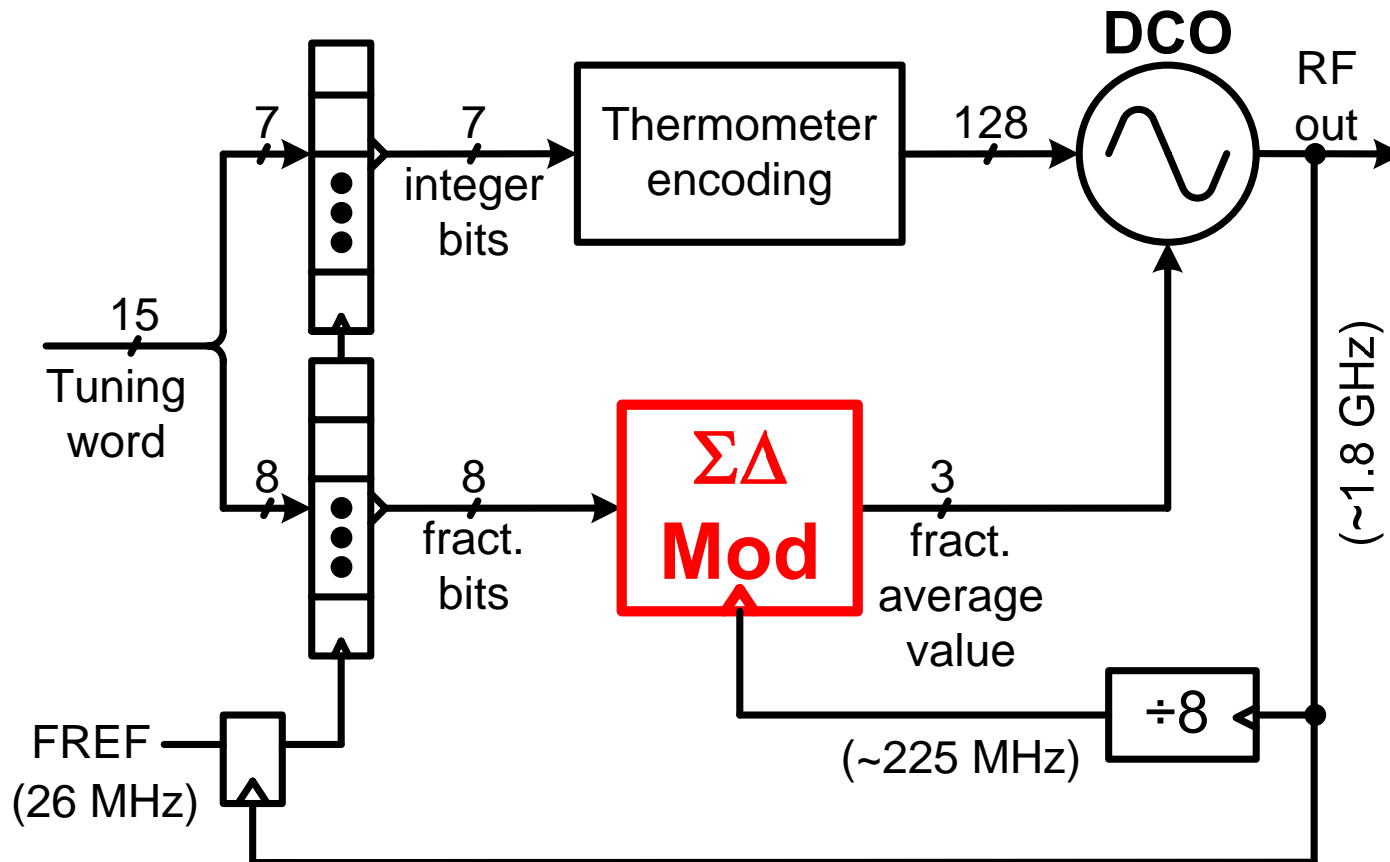 DCO
RF
out
7
7
Thermometer
encoding
128
integer
bits
15
Tuning
word
8
8
fract.
bits
ΣΔ
Mod
3
fract.
average
value
(~1.8 GHz)
÷8
(~225 MHz)
FREF
(26 MHz)